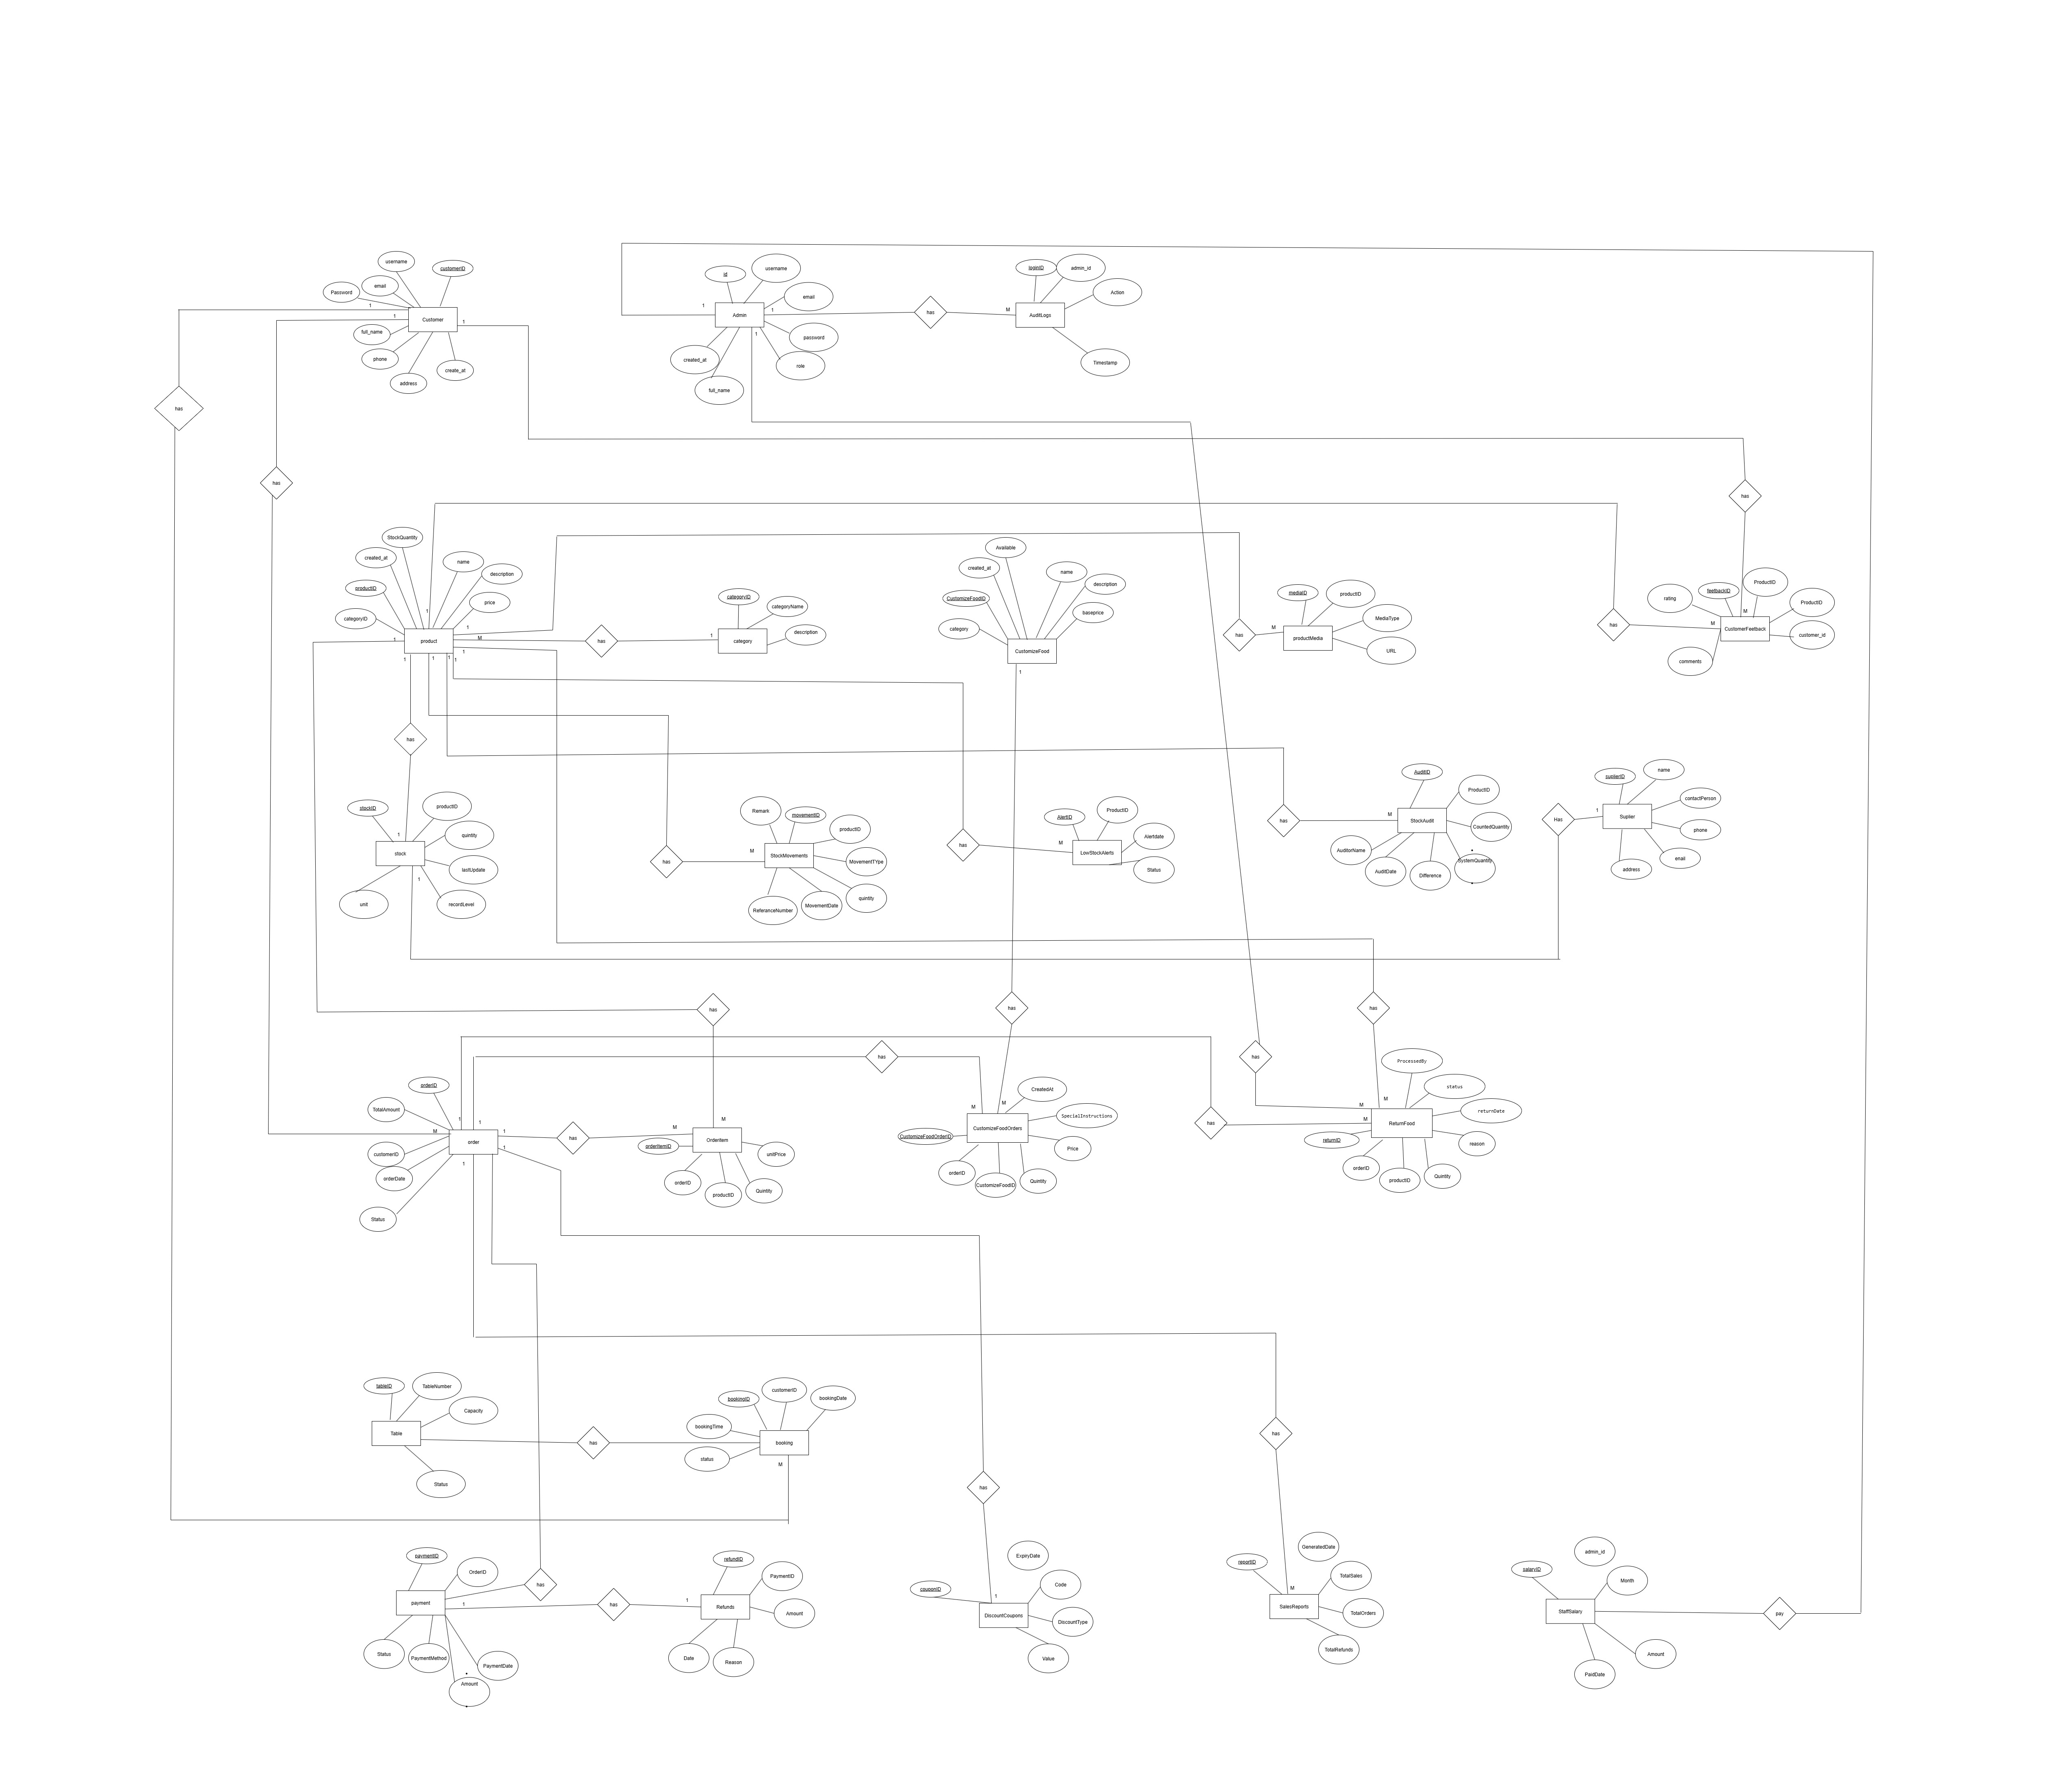 username
customerID
email
Password
1
1
Customer
1
full_name
phone
create_at
address
has
has
id
username
email
1
1
Admin
1
password
created_at
role
full_name
has
M
loginID
admin_id
Action
AuditLogs
Timestamp
has
StockQuantity
created_at
name
description
productID
price
categoryID
1
1
1
product
M
1
1
1
1
1
has
categoryID
categoryName
1
category
description
Available
created_at
name
description
CustomizeFoodID
baseprice
category
CustomizeFood
1
mediaID
productID
MediaType
has
M
productMedia
URL
ProductID
feetbackID
rating
ProductID
M
has
M
CustomerFeetback
customer_id
comments
has
stockID
productID
1
quintity
stock
lastUpdate
1
unit
recordLevel
Remark
movementID
productID
has
M
StockMovements
MovementTYpe
quintity
ReferanceNumber
MovementDate
has
AlertID
ProductID
M
Alertdate
LowStockAlerts
Status
AuditID
ProductID
has
M
StockAudit
CountedQuantity
AuditorName
SystemQuantity
AuditDate
Difference
suplierID
name
contactPerson
Has
1
Suplier
phone
enail
address
has
has
has
has
has
orderID
TotalAmount
1
1
M
order
1
1
1
customerID
orderDate
Status
has
M
M
OrderItem
orderItemID
unitPrice
orderID
productID
Quintity
CreatedAt
M
M
SpecialInstructions
CustomizeFoodOrders
CustomizeFoodOrderID
Price
orderID
CustomizeFoodID
Quintity
has
ProcessedBy
status
M
M
returnDate
M
ReturnFood
returnID
reason
orderID
productID
Quintity
tableID
TableNumber
Capacity
Table
Status
has
bookingID
customerID
bookingDate
bookingTime
booking
status
M
has
has
paymentID
OrderID
has
payment
1
Status
PaymentMethod
PaymentDate
Amount
has
refundID
PaymentID
1
Refunds
Amount
Date
Reason
ExpiryDate
couponID
Code
1
DiscountCoupons
DiscountType
Value
GeneratedDate
reportID
TotalSales
M
SalesReports
TotalOrders
TotalRefunds
admin_id
salaryID
Month
StaffSalary
pay
Amount
PaidDate